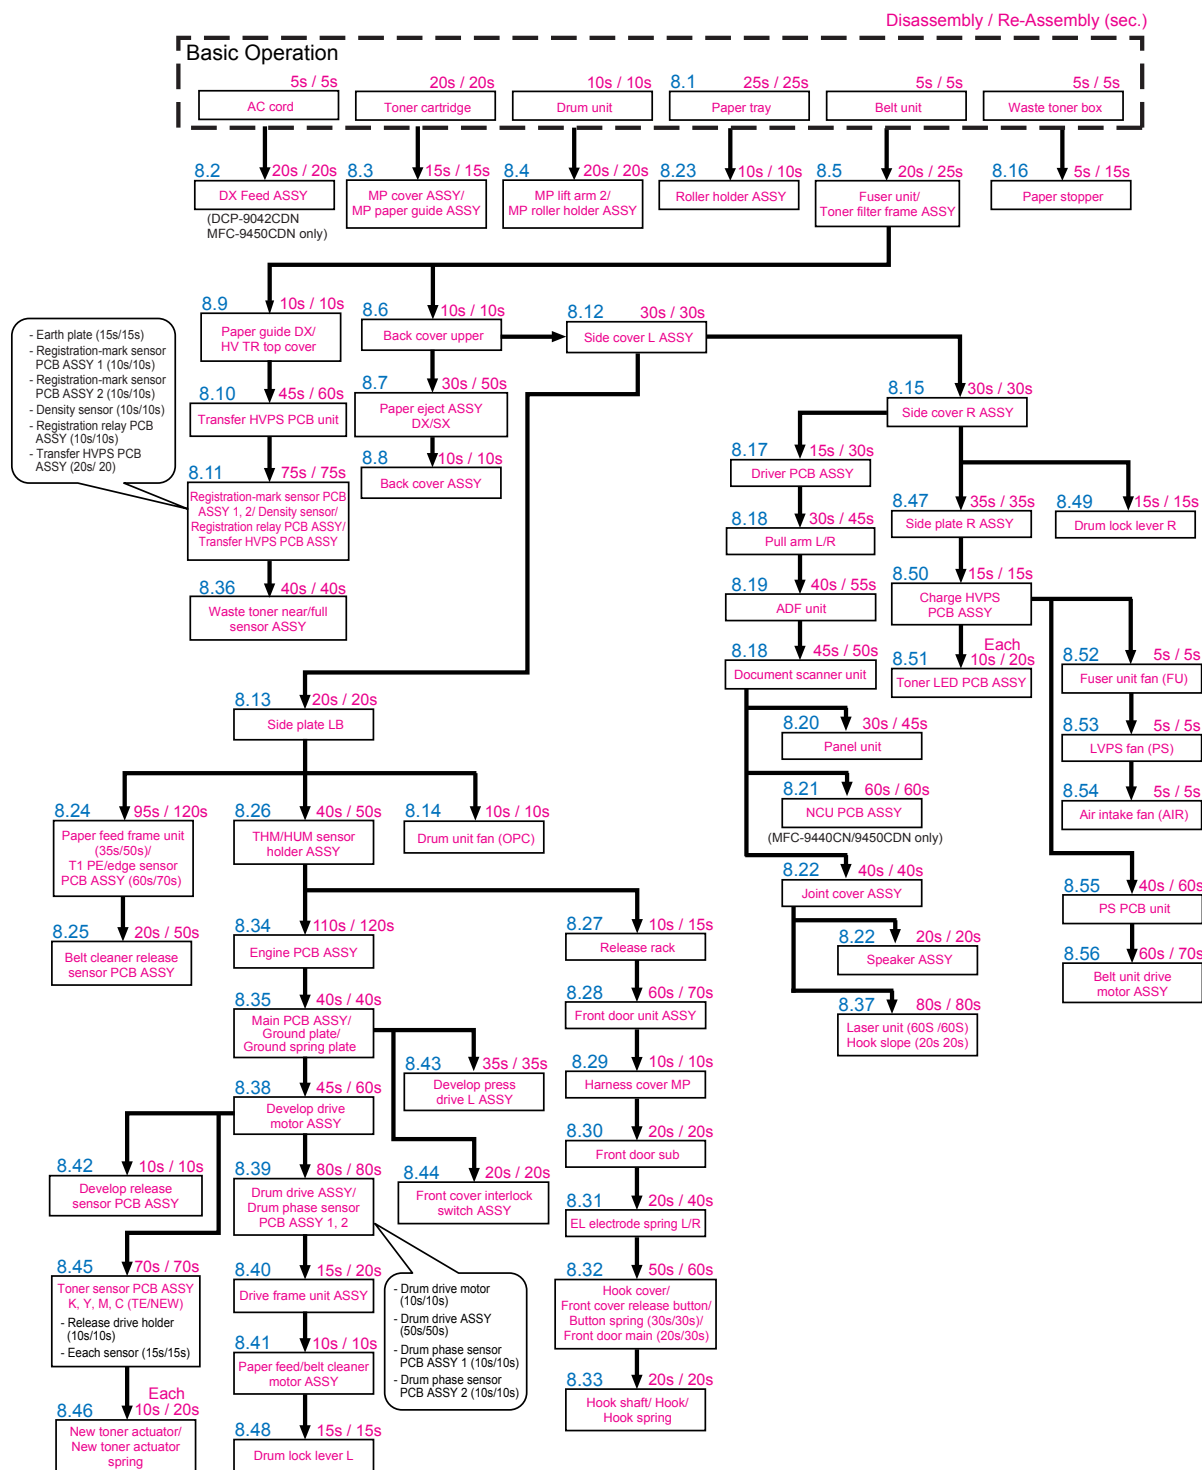 Disassembly / Re-Assembly (sec.)
Basic Operation
5s / 5s
AC cord
20s / 20s
Toner cartridge
10s / 10s
Drum unit
8.1 25s / 25s
Paper tray
5s / 5s
Belt unit
5s / 5s
Waste toner box
8.2 20s / 20s
DX Feed ASSY
(DCP-9042CDN
MFC-9450CDN only)
8.3 15s / 15s
MP cover ASSY/
MP paper guide ASSY
8.4 20s / 20s
MP lift arm 2/
MP roller holder ASSY
8.23 10s / 10s
Roller holder ASSY
8.5 20s / 25s
Fuser unit/
Toner filter frame ASSY
8.16 5s / 15s
Paper stopper
8.9 10s / 10s
Paper guide DX/
HV TR top cover
8.6 10s / 10s
Back cover upper
8.12 30s / 30s
Side cover L ASSY
- Earth plate (15s/15s)
- Registration-mark sensor
PCB ASSY 1 (10s/10s)
- Registration-mark sensor
PCB ASSY 2 (10s/10s)
- Density sensor (10s/10s)
- Registration relay PCB
ASSY (10s/10s)
- Transfer HVPS PCB
ASSY (20s/ 20)
8.10 45s / 60s
Transfer HVPS PCB unit
8.7 30s / 50s
Paper eject ASSY
DX/SX
8.8 10s / 10s
Back cover ASSY
8.11 75s / 75s
Registration-mark sensor PCB
ASSY 1, 2/ Density sensor/
Registration relay PCB ASSY/
Transfer HVPS PCB ASSY
8.36 40s / 40s
Waste toner near/full
sensor ASSY
8.15 30s / 30s
Side cover R ASSY
8.17 15s / 30s
Driver PCB ASSY
8.18 30s / 45s
Pull arm L/R
8.19 40s / 55s
ADF unit
8.18 45s / 50s
Document scanner unit
8.47 35s / 35s
Side plate R ASSY
8.49 15s / 15s
Drum lock lever R
8.50 15s / 15s
Charge HVPS
PCB ASSY
Each
8.51 10s / 20s
Toner LED PCB ASSY
8.52 5s / 5s
Fuser unit fan (FU)
8.53 5s / 5s
LVPS fan (PS)
8.54 5s / 5s
Air intake fan (AIR)
8.55 40s / 60s
PS PCB unit
8.56 60s / 70s
Belt unit drive
motor ASSY
8.20 30s / 45s
Panel unit
8.21 60s / 60s
NCU PCB ASSY
(MFC-9440CN/9450CDN only)
8.22 40s / 40s
Joint cover ASSY
8.22 20s / 20s
Speaker ASSY
8.37 80s / 80s
Laser unit (60S /60S)
Hook slope (20s 20s)
8.13 20s / 20s
Side plate LB
8.24 95s / 120s
Paper feed frame unit
(35s/50s)/
T1 PE/edge sensor
PCB ASSY (60s/70s)
8.25 20s / 50s
Belt cleaner release
sensor PCB ASSY
8.26 40s / 50s
THM/HUM sensor
holder ASSY
8.14 10s / 10s
Drum unit fan (OPC)
8.34 110s / 120s
Engine PCB ASSY
8.35 40s / 40s
Main PCB ASSY/
Ground plate/
Ground spring plate
8.43 35s / 35s
Develop press
drive L ASSY
8.38 45s / 60s
Develop drive
motor ASSY
8.44 20s / 20s
Front cover interlock
switch ASSY
8.42 10s / 10s
Develop release
sensor PCB ASSY
8.39 80s / 80s
Drum drive ASSY/
Drum phase sensor
PCB ASSY 1, 2
- Drum drive motor
(10s/10s)
- Drum drive ASSY
(50s/50s)
- Drum phase sensor
PCB ASSY 1 (10s/10s)
- Drum phase sensor
PCB ASSY 2 (10s/10s)
8.45 70s / 70s
Toner sensor PCB ASSY
K, Y, M, C (TE/NEW)
- Release drive holder
(10s/10s)
- Eeach sensor (15s/15s)
Each
8.46 10s / 20s
New toner actuator/
New toner actuator
spring
8.40 15s / 20s
Drive frame unit ASSY
8.41 10s / 10s
Paper feed/belt cleaner
motor ASSY
8.48 15s / 15s
Drum lock lever L
8.27 10s / 15s
Release rack
8.28 60s / 70s
Front door unit ASSY
8.29 10s / 10s
Harness cover MP
8.30 20s / 20s
Front door sub
8.31 20s / 40s
EL electrode spring L/R
8.32 50s / 60s
Hook cover/
Front cover release button/
Button spring (30s/30s)/
Front door main (20s/30s)
8.33 20s / 20s
Hook shaft/ Hook/
Hook spring